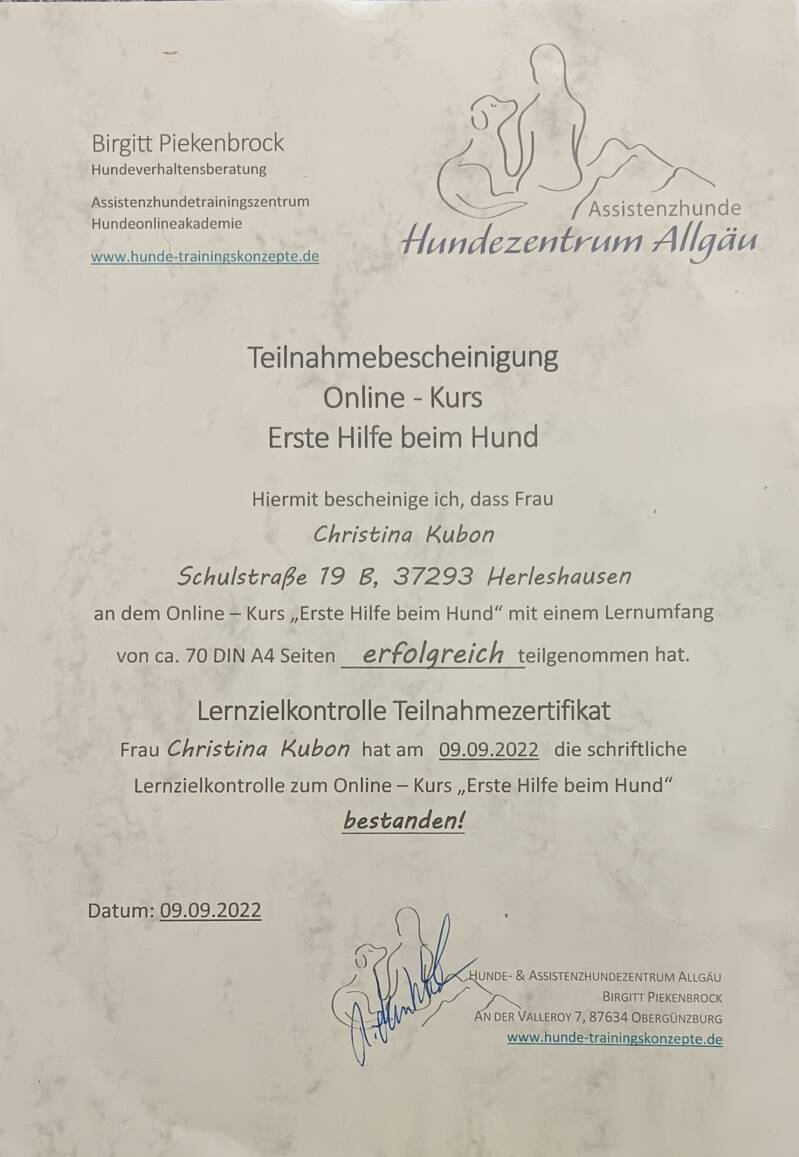 Birgitt Piekenbrock
Hundeverhaltensberatung
Assistenzhundetrainingszentrum
Hundeonlineakademie
www.hunde-trainingskonzepte.de
Assistenzhunde
Hundezentrum Allgäu
Teilnahmebescheinigung
Online - Kurs
Erste Hilfe beim Hund
Hiermit bescheinige ich, dass Frau
Christina Kubon
Schulstraße 19 B, 37293 Herleshausen
an dem Online – Kurs „Erste Hilfe beim Hund“ mit einem Lernumfang
von ca. 70 DIN A4 Seiten erfolgreich teilgenommen hat.
Lernzielkontrolle Teilnahmezertifikat
Frau Christina Kubon hat am 09.09.2022 die schriftliche
Lernzielkontrolle zum Online – Kurs „Erste Hilfe beim Hund“
bestanden!
Datum: 09.09.2022
HUNDE- & ASSISTENZHUNDEZENTRUM ALLGÄU
BIRGITT PIEKENBROCK
AN DER VALLEROY 7, 87634 OBERGÜNZBURG
www.hunde-trainingskonzepte.de